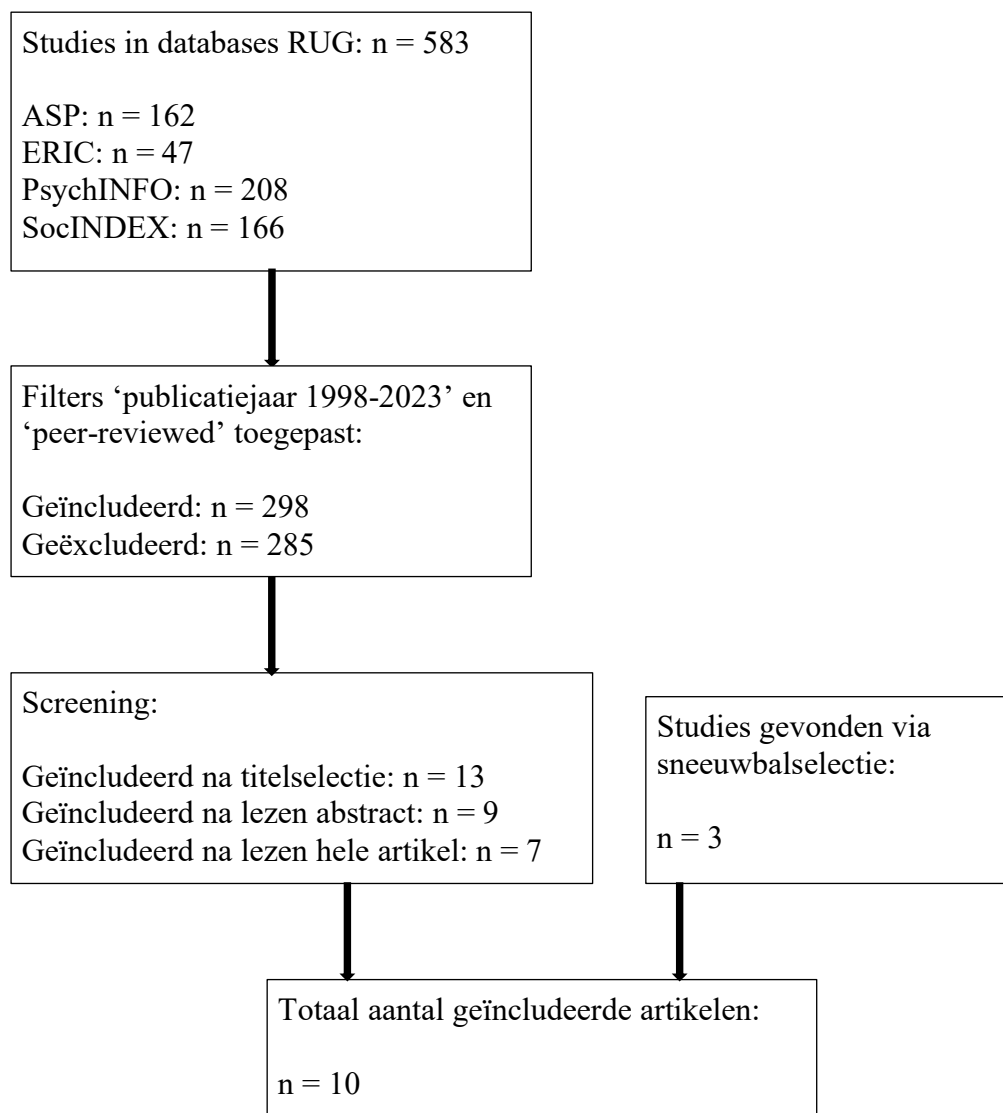 Studies in databases RUG: n = 583
ASP: n = 162
ERIC: n = 47
PsychINFO: n = 208
SocINDEX: n = 166
Filters ‘publicatiejaar 1998-2023’ en
‘peer-reviewed’ toegepast:
Geïncludeerd: n = 298
Geëxcludeerd: n = 285
Screening:
Geïncludeerd na titelselectie: n = 13
Geïncludeerd na lezen abstract: n = 9
Geïncludeerd na lezen hele artikel: n = 7
Studies gevonden via
sneeuwbalselectie:
n = 3
Totaal aantal geïncludeerde artikelen:
n = 10